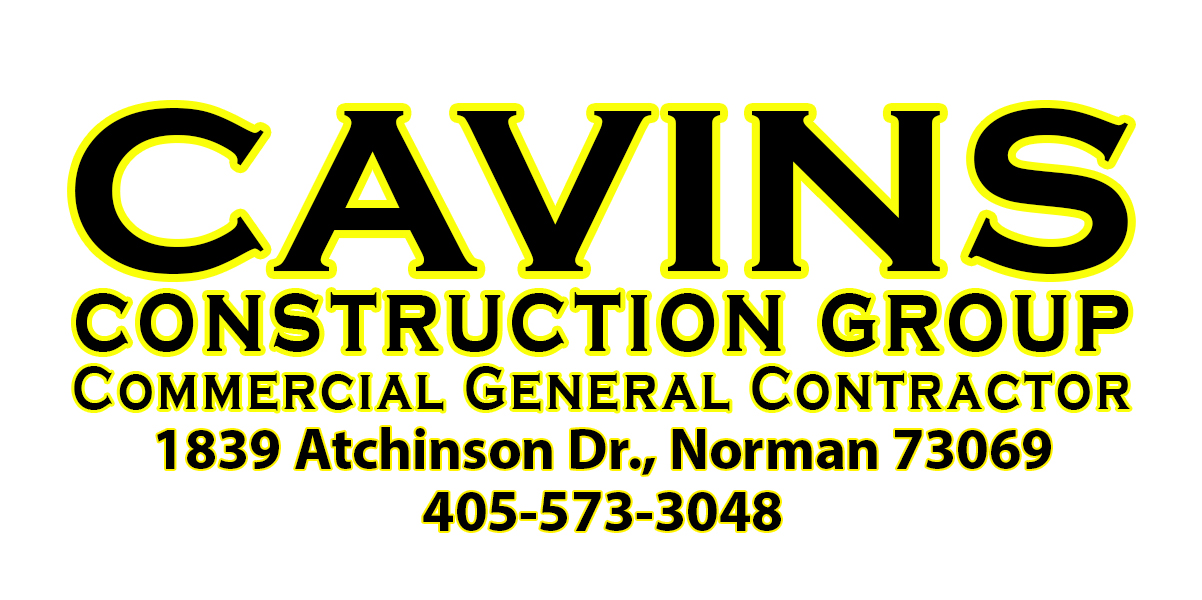 CAVINS
CONSTRUCTION GROUP
COMMERCIAL GENERAL CONTRACTOR
1839 Atchinson Dr., Norman 73069
405-573-3048